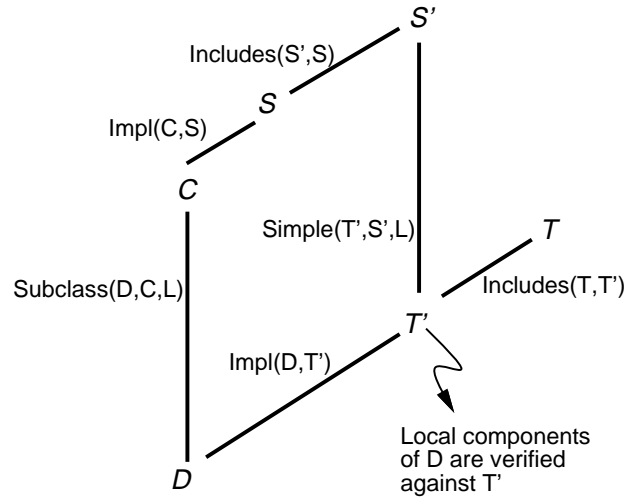 S’
Includes(S’,S)
S
Impl(C,S)
C
Simple(T’,S’,L)
T
Subclass(D,C,L)
Includes(T,T’)
T’
Impl(D,T’)
Local components
of D are verified
against T’
D